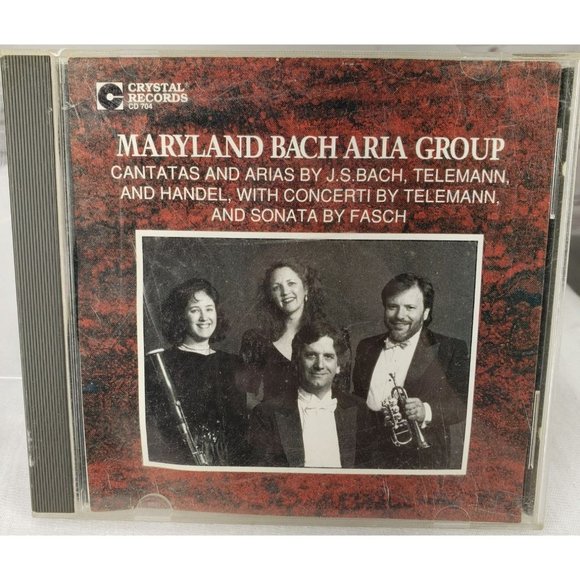 CRYSTAL®
RECORDS
CD 704
MARYLAND BACH ARIA GROUP
CANTATAS AND ARIAS BY J.S.BACH, TELEMANN,
AND HANDEL, WITH CONCERTI BY TELEMANN,
AND SONATA BY FASCH